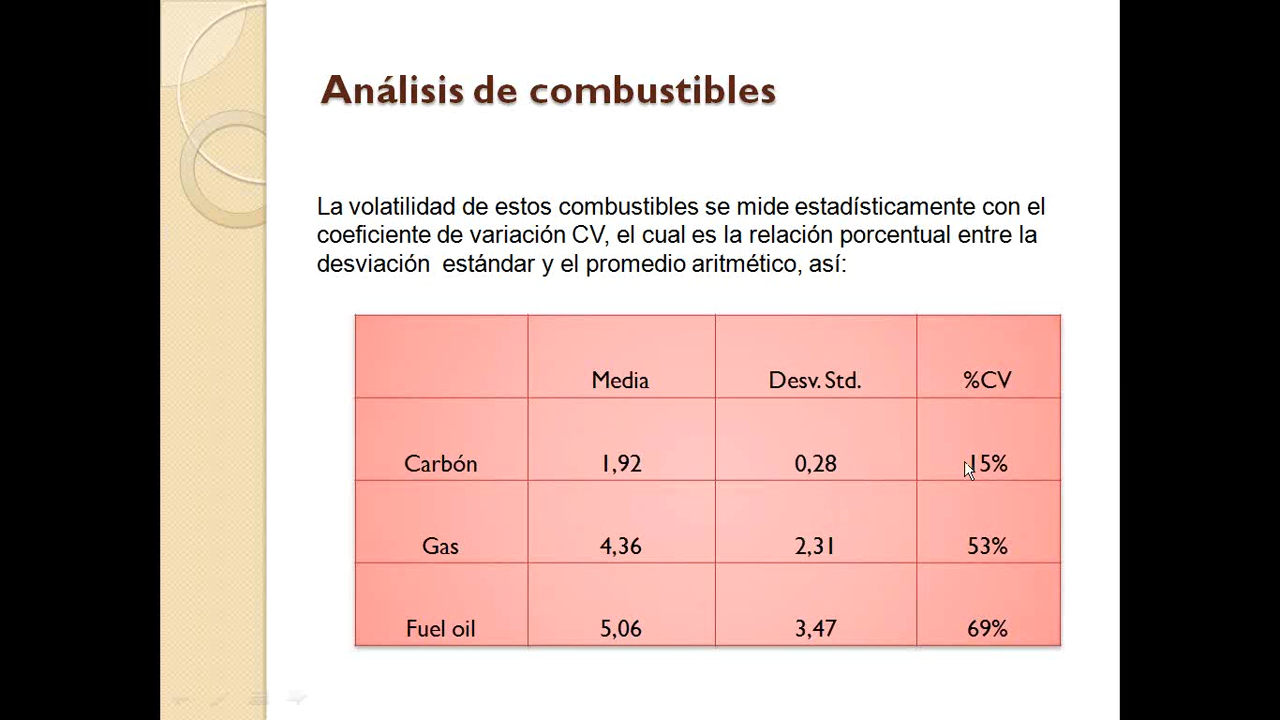 Análisis de combustibles
La volatilidad de estos combustibles se mide estadísticamente con el
coeficiente de variación CV, el cual es la relación porcentual entre la
desviación estándar y el promedio aritmético, así:
Media Desv. Std. %CV
Carbón 1,92 0,28 15%
Gas 4,36 2,31 53%
Fuel oil 5,06 3,47 69%